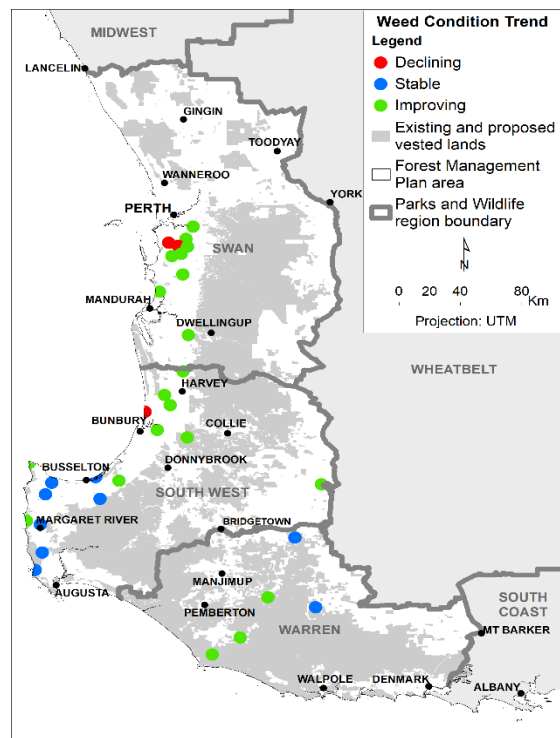 MIDWEST
LANCELIN
GINGIN
TOODYAY
WANNEROO
YORK
PERTH
SWAN
MANDURAH
DWELLINGUP
WHEATBELT
HARVEY
BUNBURY
COLLIE
BUSSELTON
DONNYBROOK
SOUTH WEST
MARGARET RIVER
BRIDGETOWN
AUGUSTA
MANJIMUP
PEMBERTON
WARREN
SOUTH
COAST
MT BARKER
WALPOLE
DENMARK
ALBANY
Weed Condition Trend
Legend
Declining
Stable
Improving
Existing and proposed
vested lands
Forest Management
Plan area
Parks and Wildlife
region boundary
N
0 20 40 80
Km
Projection: UTM